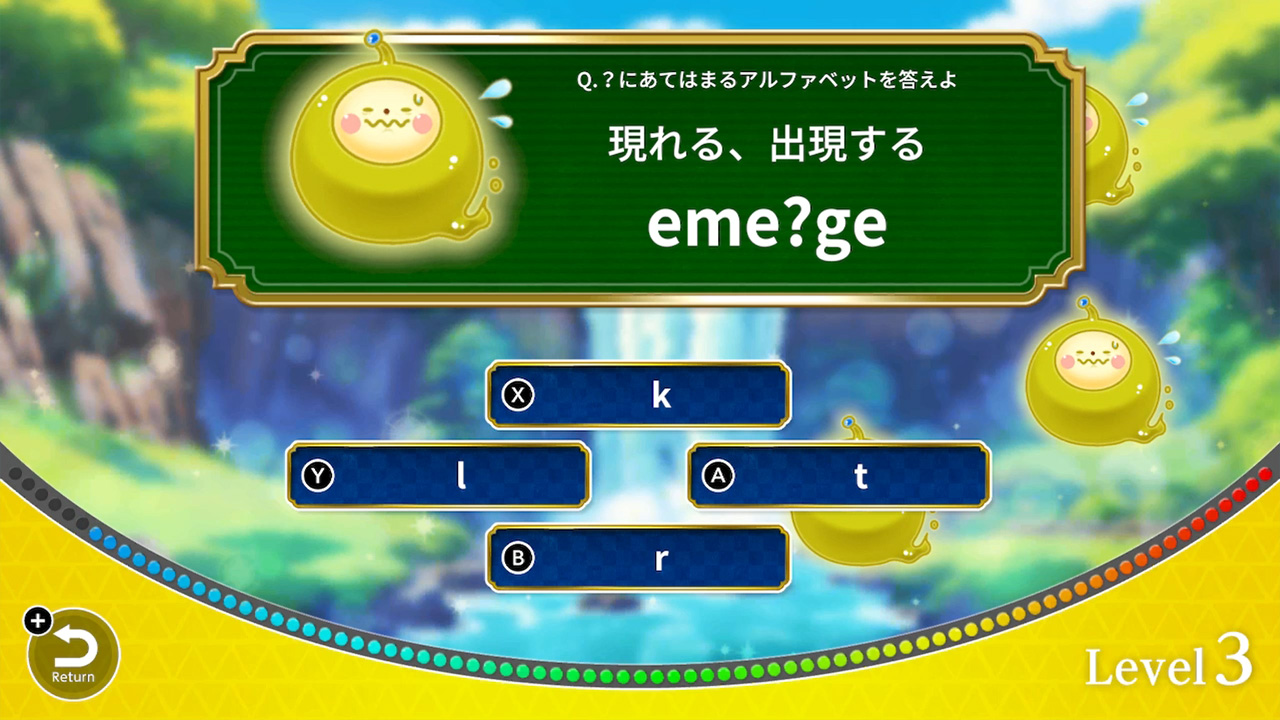 Q.？にあてはまるアルファベットを答えよ
現れる、出現する
eme?ge
X k
Y l
A t
B r
+
Return
Level 3